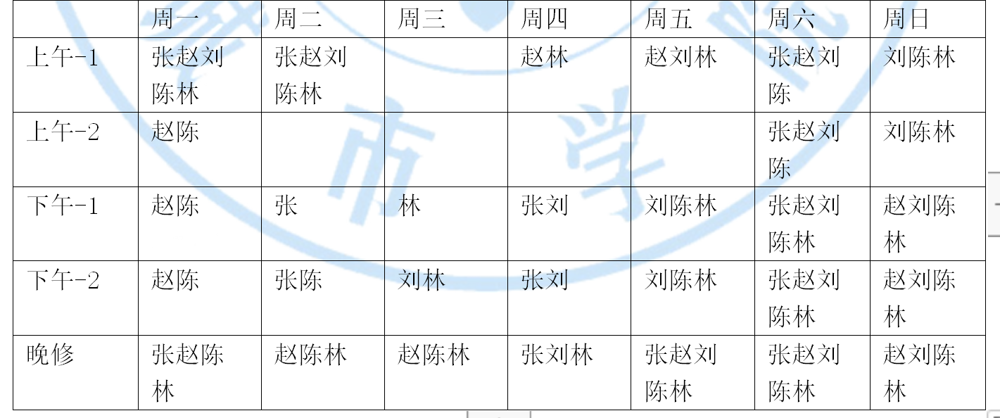 周一 周二 周三 周四 周五 周六 周日
上午-1 张赵刘 张赵刘 赵林 赵刘林 张赵刘 刘陈林
陈林 陈林 陈
上午-2 赵陈 张赵刘 刘陈林
陈
下午-1 赵陈 张 林 张刘 刘陈林 张赵刘 赵刘陈
陈林 林
下午-2 赵陈 张陈 刘林 张刘 刘陈林 张赵刘 赵刘陈
陈林 林
晚修 张赵陈 赵陈林 赵陈林 张刘林 张赵刘 张赵刘 赵刘陈
林 陈林 陈林 林
市 学